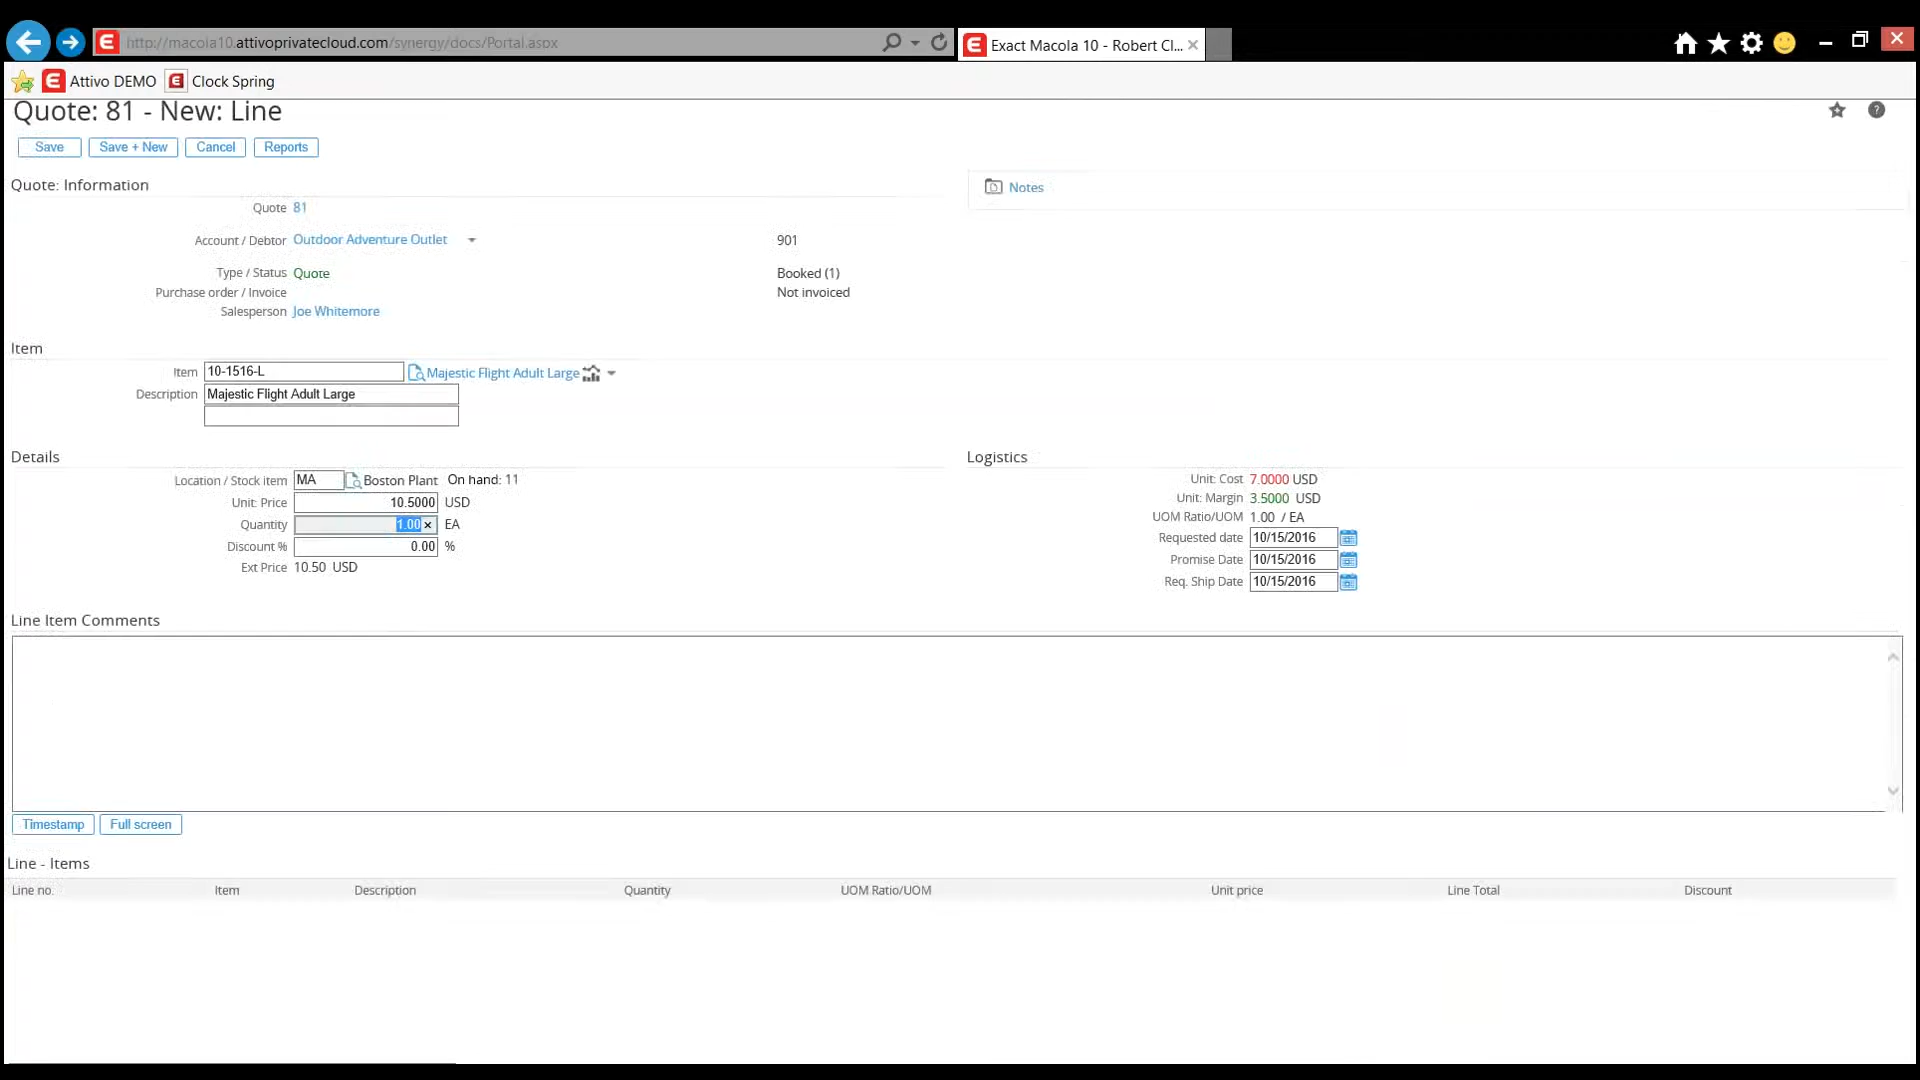 http://macola10.attivoprivatecloud.com/synergy/docs/Portal.aspx
Exact Macola 10 - Robert Cl...
Attivo DEMO Clock Spring
Quote: 81 - New: Line
Save Save + New Cancel Reports
Quote: Information
Notes
Quote 81
Account / Debtor Outdoor Adventure Outlet 901
Type / Status Quote Booked (1)
Purchase order / Invoice Not invoiced
Salesperson Joe Whitemore
Item
Item 10-1516-L Majestic Flight Adult Large
Description Majestic Flight Adult Large
Details Logistics
Location / Stock item MA Boston Plant On hand: 11
Unit: Cost 7.0000 USD
Unit: Price 10.5000 USD
Unit: Margin 3.5000 USD
Quantity 1.00 EA
UOM Ratio/UOM 1.00 / EA
Requested date 10/15/2016
Discount % 0.00 %
Promise Date 10/15/2016
Ext Price 10.50 USD
Req. Ship Date 10/15/2016
Line Item Comments
Timestamp Full screen
Line - Items
Line no. Item Description Quantity UOM Ratio/UOM Unit price Line Total Discount